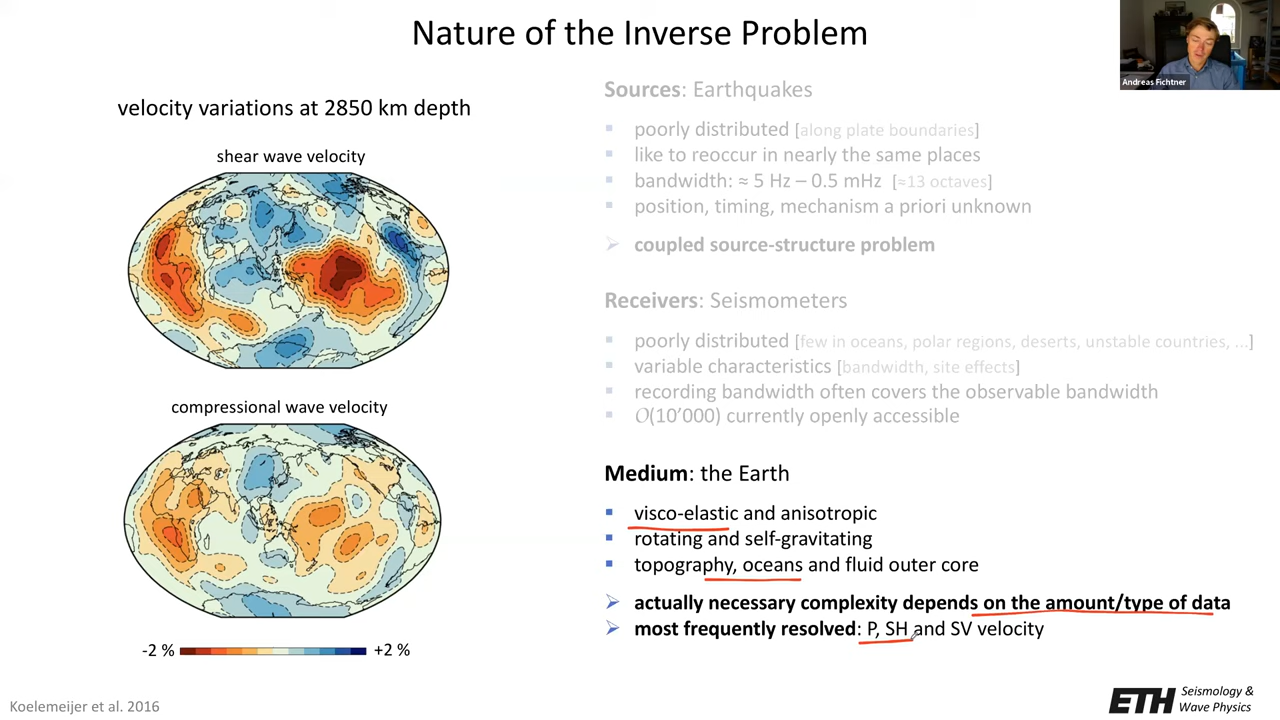 Nature of the Inverse Problem
Andreas Fichtner
velocity variations at 2850 km depth
shear wave velocity
compressional wave velocity
-2 %
+2 %
Koelemeijer et al. 2016
Sources: Earthquakes
▪ poorly distributed [along plate boundaries]
▪ like to reoccur in nearly the same places
▪ bandwidth: ≈ 5 Hz – 0.5 mHz [≈13 octaves]
▪ position, timing, mechanism a priori unknown
➢ coupled source-structure problem
Receivers: Seismometers
▪ poorly distributed [few in oceans, polar regions, deserts, unstable countries, ...]
▪ variable characteristics [bandwidth, site effects]
▪ recording bandwidth often covers the observable bandwidth
▪ O(10’000) currently openly accessible
Medium: the Earth
▪ visco-elastic and anisotropic
▪ rotating and self-gravitating
▪ topography, oceans and fluid outer core
➢ actually necessary complexity depends on the amount/type of data
➢ most frequently resolved: P, SH and SV velocity
ETH Seismology &
Wave Physics